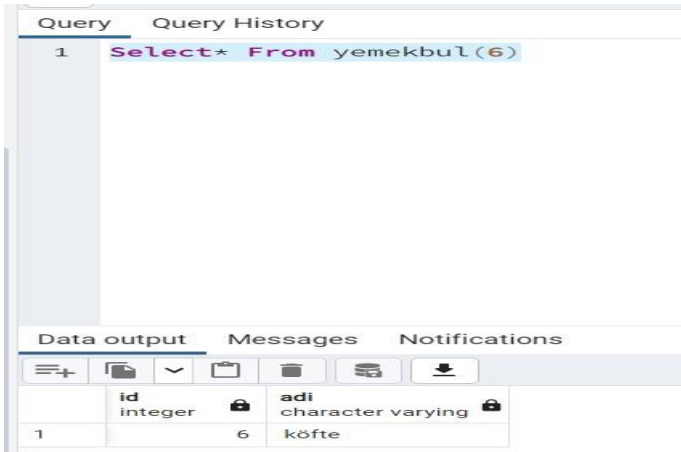 Query Query History
1 Select* From yemekbul(6)
Data output Messages Notifications
id adi
integer character varying
1 6 köfte